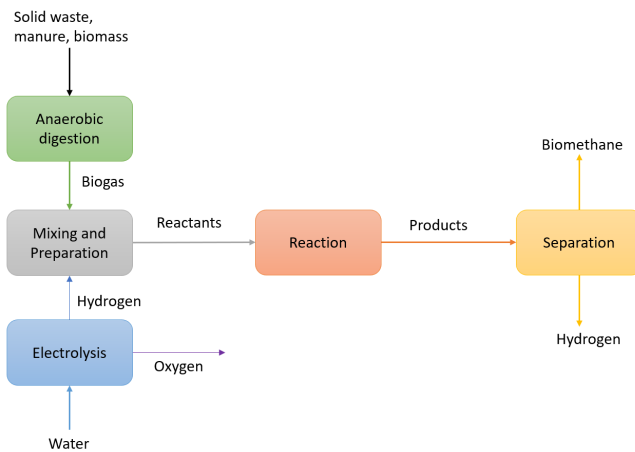 Solid waste,
manure, biomass
Anaerobic
digestion
Biogas
Biomethane
Mixing and
Preparation
Reactants
Reaction
Products
Separation
Hydrogen
Electrolysis
Oxygen
Hydrogen
Water